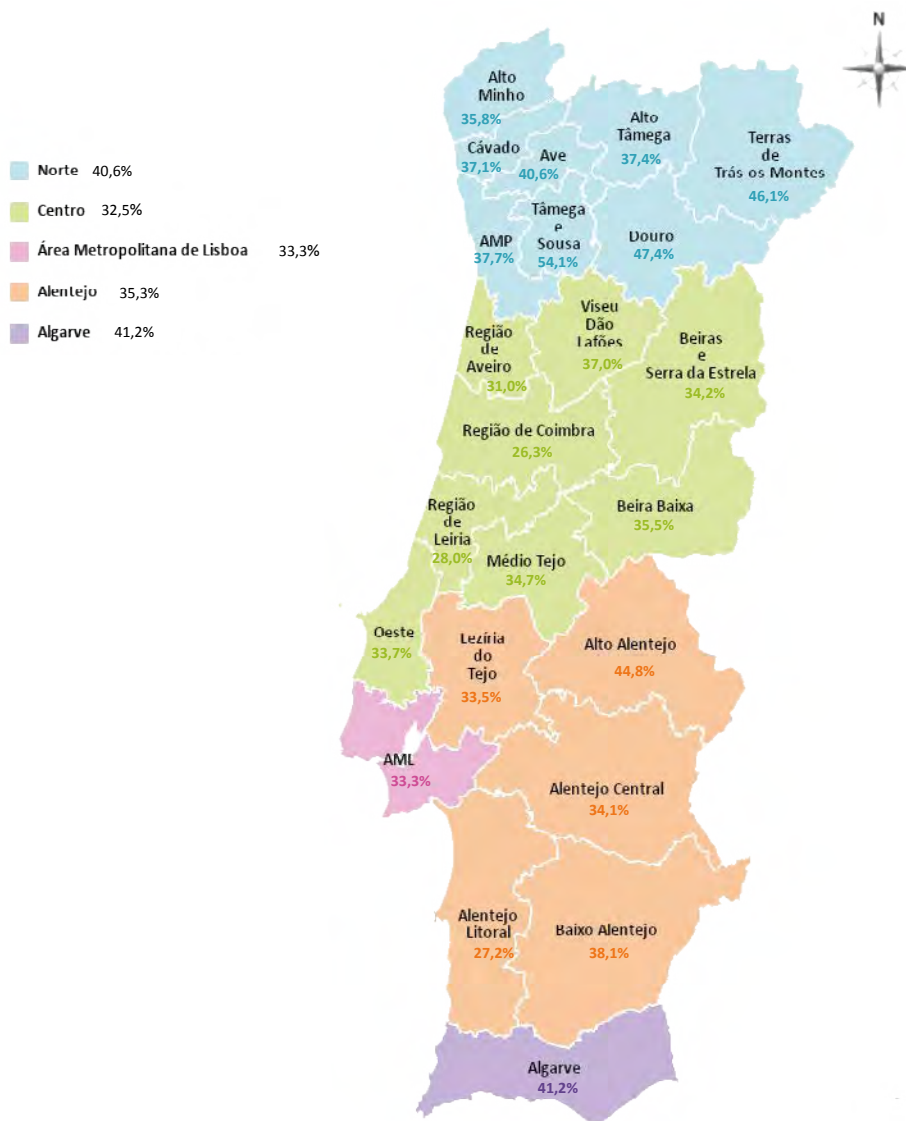 N
Norte 40,6%
Centro 32,5%
Área Metropolitana de Lisboa 33,3%
Alentejo 35,3%
Algarve 41,2%
Alto
Minho
35,8%
Cávado
37,1%
Ave
40,6%
Alto
Tâmega
37,4%
Terras
de
Trás os Montes
46,1%
AMP
37,7%
Tâmega
e
Sousa
54,1%
Douro
47,4%
Região
de
Aveiro
31,0%
Viseu
Dão
Lafões
37,0%
Beiras
e
Serra da Estrela
34,2%
Região de Coimbra
26,3%
Região
de
Leiria
28,0%
Beira Baixa
35,5%
Médio Tejo
34,7%
Oeste
33,7%
Lezíria
do
Tejo
33,5%
Alto Alentejo
44,8%
AML
33,3%
Alentejo Central
34,1%
Alentejo
Litoral
27,2%
Baixo Alentejo
38,1%
Algarve
41,2%